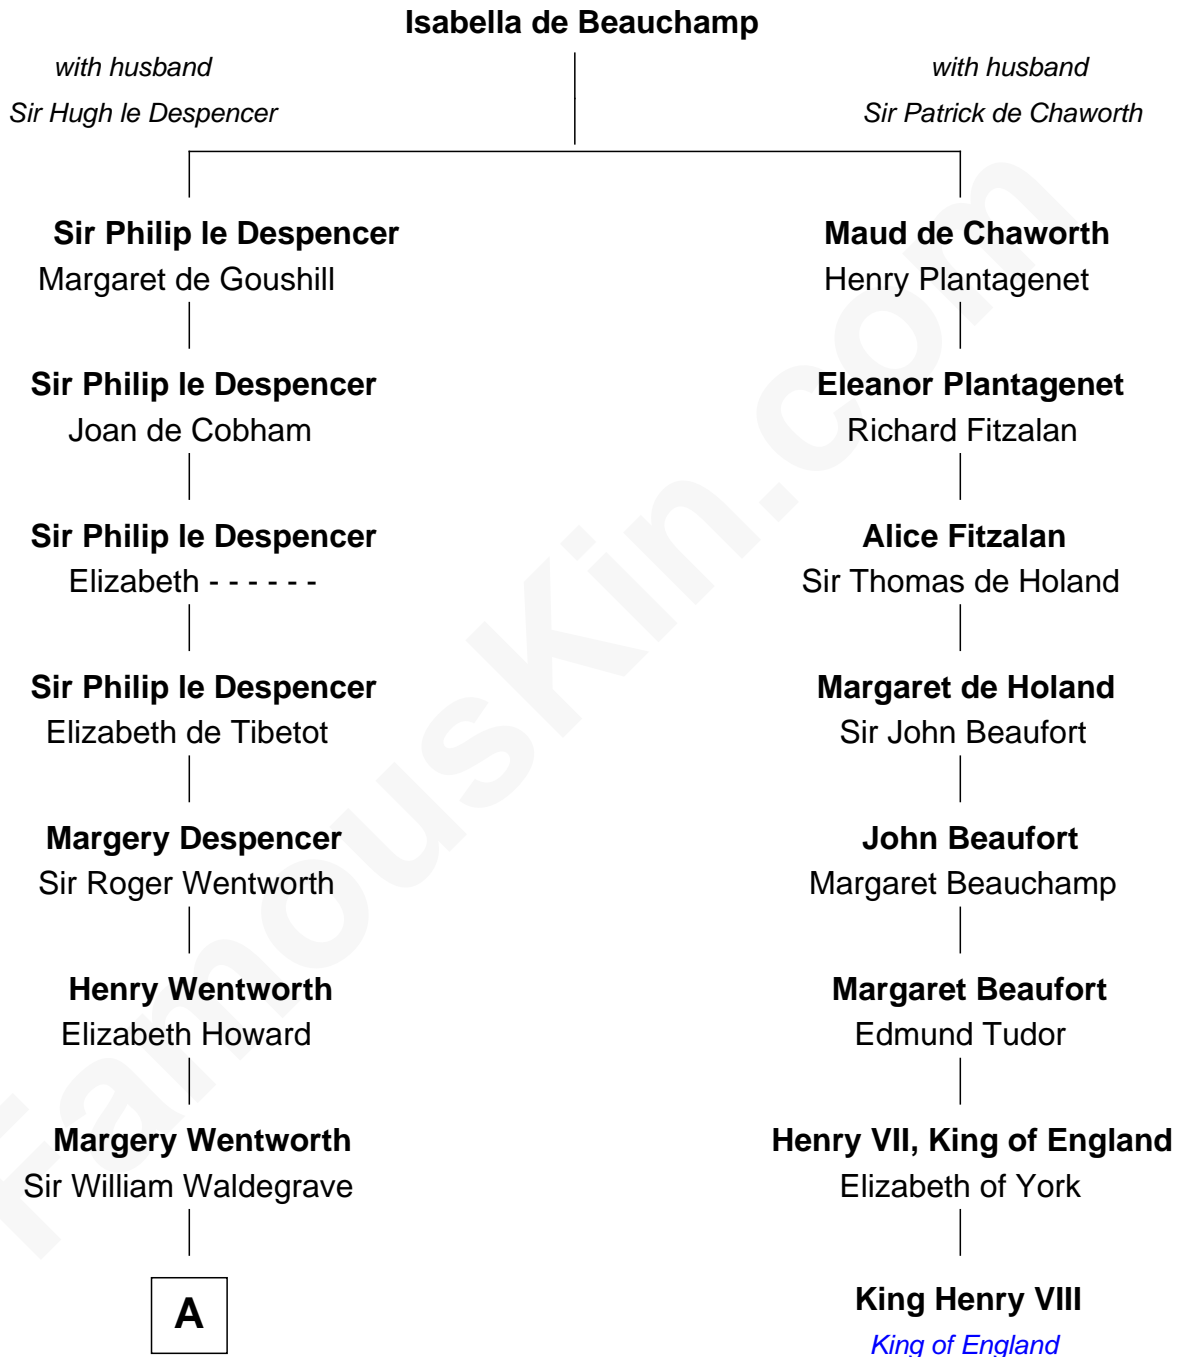 Isabella de Beauchamp
with husband
Sir Hugh le Despencer
with husband
Sir Patrick de Chaworth
Sir Philip le Despencer
Margaret de Goushill
Maud de Chaworth
Henry Plantagenet
Sir Philip le Despencer
Joan de Cobham
Eleanor Plantagenet
Richard Fitzalan
Sir Philip le Despencer
Elizabeth - - - - - -
Alice Fitzalan
Sir Thomas de Holand
Sir Philip le Despencer
Elizabeth de Tibetot
Margaret de Holand
Sir John Beaufort
Margery Despencer
Sir Roger Wentworth
John Beaufort
Margaret Beauchamp
Henry Wentworth
Elizabeth Howard
Margaret Beaufort
Edmund Tudor
Margery Wentworth
Sir William Waldegrave
Henry VII, King of England
Elizabeth of York
A
King Henry VIII
King of England
FamousKin.com